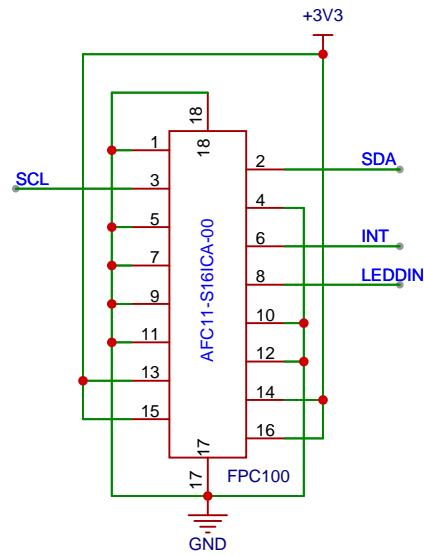 +3V3
18
18
1
2
SDA
SCL
3
4
5
6
INT
7
8
LEDDIN
9
10
11
12
13
14
15
16
AFC11-S16ICA-00
17
17
FPC100
GND